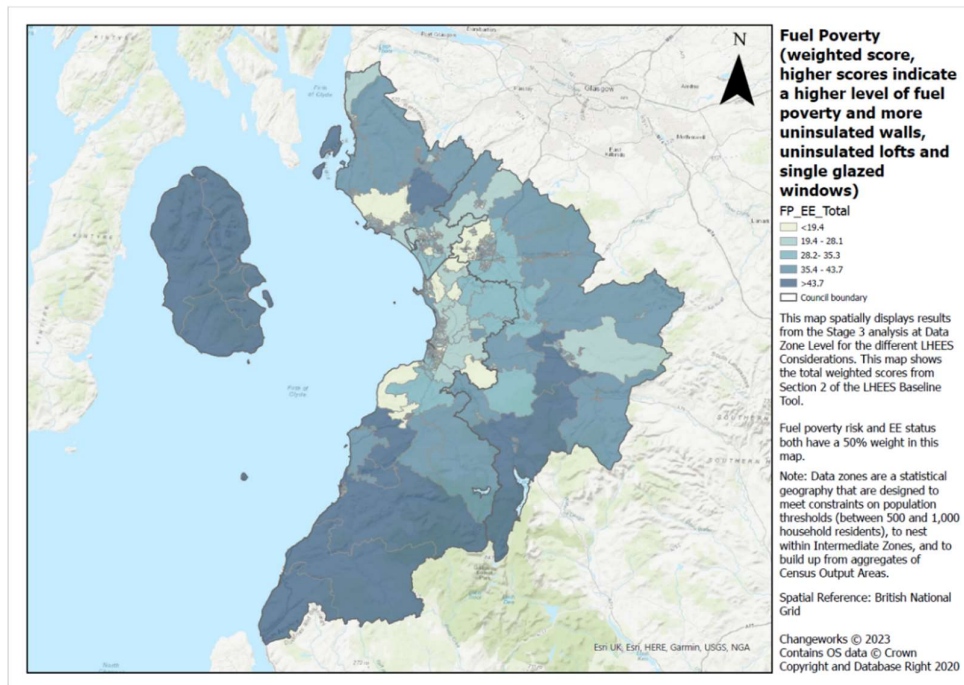 Fuel Poverty
(weighted score,
higher scores indicate
a higher level of fuel
poverty and more
uninsulated walls,
uninsulated lofts and
single glazed
windows)
FP_EE_Total
<19.4
19.4 - 28.1
28.2- 35.3
35.4 - 43.7
>43.7
Council boundary
This map spatially displays results
from the Stage 3 analysis at Data
Zone Level for the different LHEES
Considerations. This map shows
the total weighted scores from
Section 2 of the LHEES Baseline
Tool.
Fuel poverty risk and EE status
both have a 50% weight in this
map.
Note: Data zones are a statistical
geography that are designed to
meet constraints on population
thresholds (between 500 and 1,000
household residents), to nest
within Intermediate Zones, and to
build up from aggregates of
Census Output Areas.
Spatial Reference: British National
Grid
Changeworks © 2023
Contains OS data © Crown
Copyright and Database Right 2020
N
Glasgow
Firth of
Clyde
Esri UK, Esri, HERE, Garmin, USGS, NGA